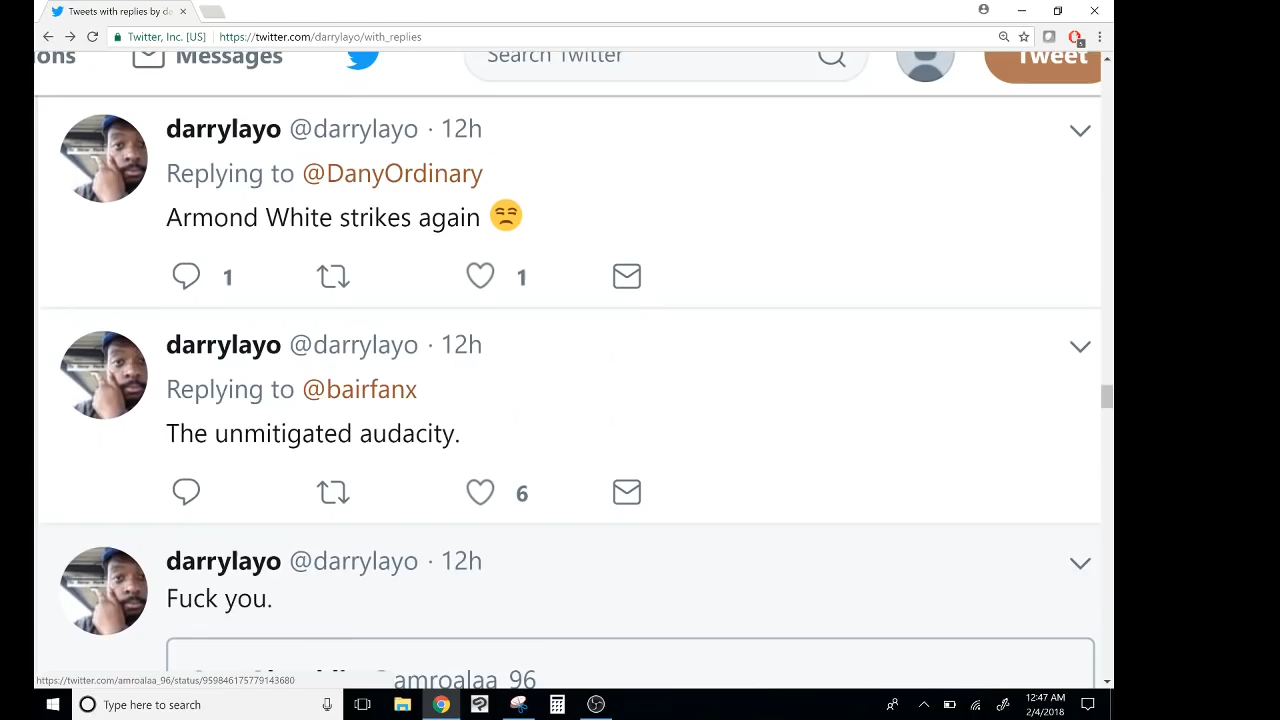 Tweets with replies by da
Twitter, Inc. [US] https://twitter.com/darrylayo/with_replies
ons Messages Search Twitter Tweet
darrylayo @darrylayo · 12h
Replying to @DanyOrdinary
Armond White strikes again 😒
1 1
darrylayo @darrylayo · 12h
Replying to @bairfanx
The unmitigated audacity.
6
darrylayo @darrylayo · 12h
Fuck you.
amroalaa_96
https://twitter.com/amroalaa_96/status/959846175779143680
Type here to search
12:47 AM
2/4/2018